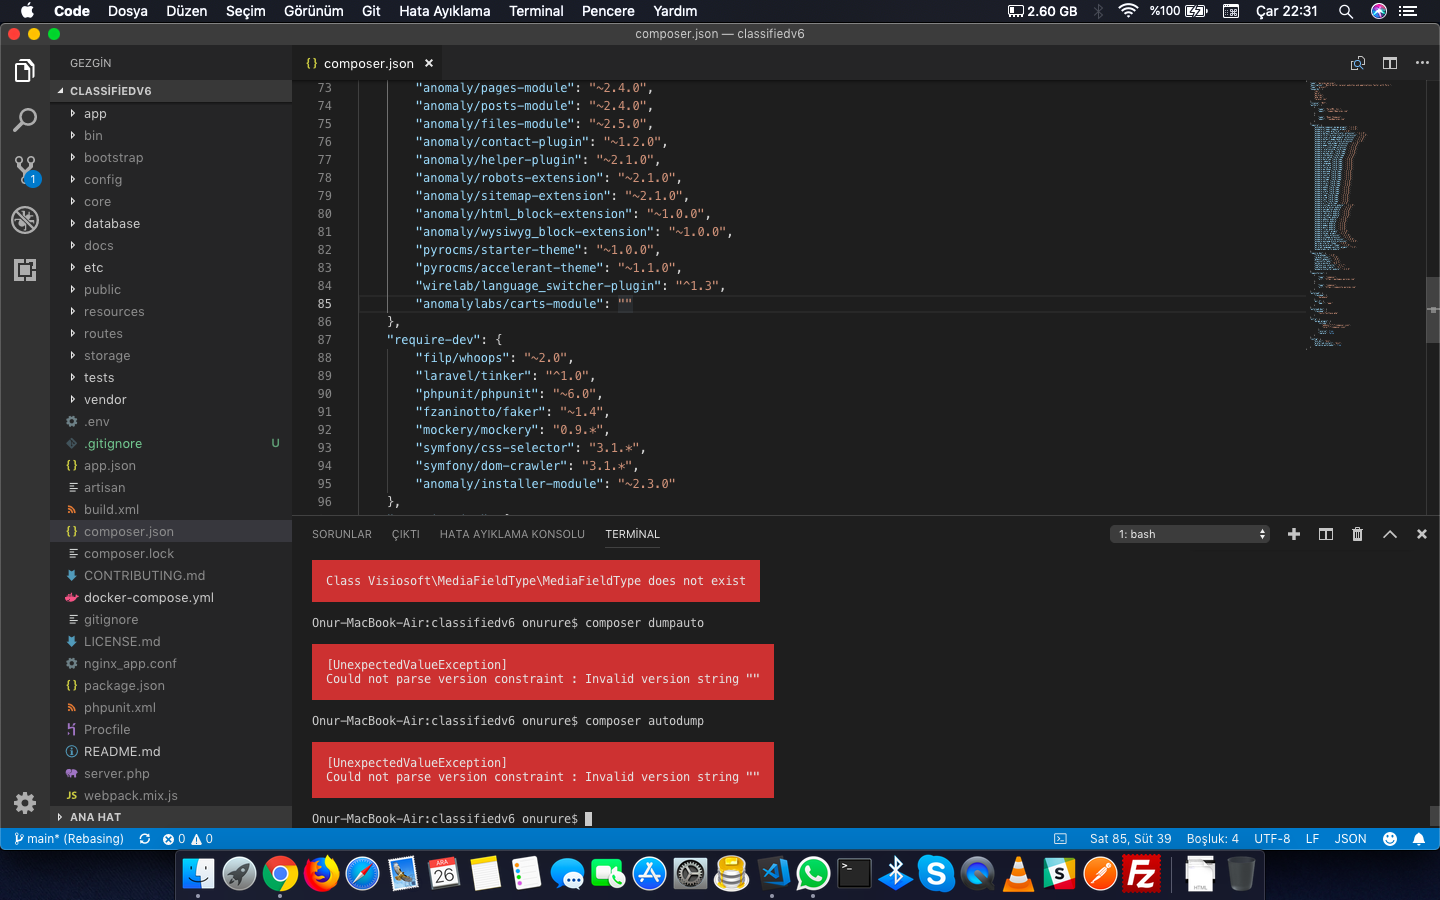 Code Dosya Düzen Seçim Görünüm Git Hata Ayıklama Terminal Pencere Yardım 2.60 GB %100 Çar 22:31
composer.json — classifiedv6
GEZGİN
CLASSİFİEDV6
app
bin
bootstrap
config
core
database
docs
etc
public
resources
routes
storage
tests
vendor
.env
.gitignore U
app.json
artisan
build.xml
composer.json
composer.lock
CONTRIBUTING.md
docker-compose.yml
gitignore
LICENSE.md
nginx_app.conf
package.json
phpunit.xml
Procfile
README.md
server.php
JS webpack.mix.js
ANA HAT
1
{} composer.json ×
73 "anomaly/pages-module": "~2.4.0",
74 "anomaly/posts-module": "~2.4.0",
75 "anomaly/files-module": "~2.5.0",
76 "anomaly/contact-plugin": "~1.2.0",
77 "anomaly/helper-plugin": "~2.1.0",
78 "anomaly/robots-extension": "~2.1.0",
79 "anomaly/sitemap-extension": "~2.1.0",
80 "anomaly/html_block-extension": "~1.0.0",
81 "anomaly/wysiwyg_block-extension": "~1.0.0",
82 "pyrocms/starter-theme": "~1.0.0",
83 "pyrocms/accelerant-theme": "~1.1.0",
84 "wirelab/language_switcher-plugin": "^1.3",
85 "anomalylabs/carts-module": ""
86 },
87 "require-dev": {
88 "filp/whoops": "~2.0",
89 "laravel/tinker": "^1.0",
90 "phpunit/phpunit": "~6.0",
91 "fzaninotto/faker": "~1.4",
92 "mockery/mockery": "0.9.*",
93 "symfony/css-selector": "3.1.*",
94 "symfony/dom-crawler": "3.1.*",
95 "anomaly/installer-module": "~2.3.0"
96 },
SORUNLAR ÇIKTI HATA AYIKLAMA KONSOLU TERMİNAL 1: bash
Class Visiosoft\MediaFieldType\MediaFieldType does not exist
Onur-MacBook-Air:classifiedv6 onurure$ composer dumpauto
[UnexpectedValueException]
Could not parse version constraint : Invalid version string ""
Onur-MacBook-Air:classifiedv6 onurure$ composer autodump
[UnexpectedValueException]
Could not parse version constraint : Invalid version string ""
Onur-MacBook-Air:classifiedv6 onurure$
main* (Rebasing) 0 0 Sat 85, Süt 39 Boşluk: 4 UTF-8 LF JSON
ARA
26